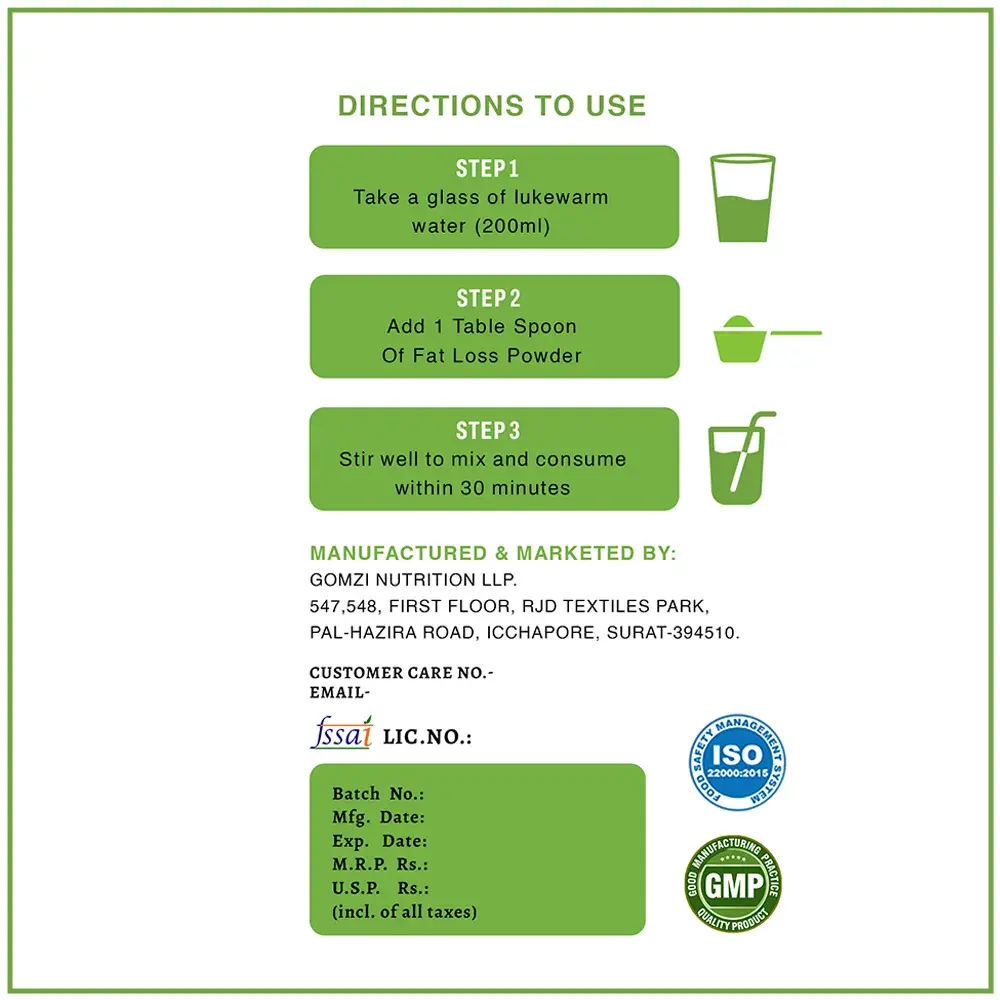 DIRECTIONS TO USE
STEP 1
Take a glass of lukewarm
water (200ml)
STEP 2
Add 1 Table Spoon
Of Fat Loss Powder
STEP 3
Stir well to mix and consume
within 30 minutes
MANUFACTURED & MARKETED BY:
GOMZI NUTRITION LLP.
547,548, FIRST FLOOR, RJD TEXTILES PARK,
PAL-HAZIRA ROAD, ICCHAPORE, SURAT-394510.
CUSTOMER CARE NO.-
EMAIL-
fssai LIC.NO.:
FOOD SAFETY MANAGEMENT SYSTEM
ISO
22000:2015
Batch No.:
Mfg. Date:
Exp. Date:
M.R.P. Rs.:
U.S.P. Rs.:
(incl. of all taxes)
GOOD MANUFACTURING PRACTICE
GMP
QUALITY PRODUCT